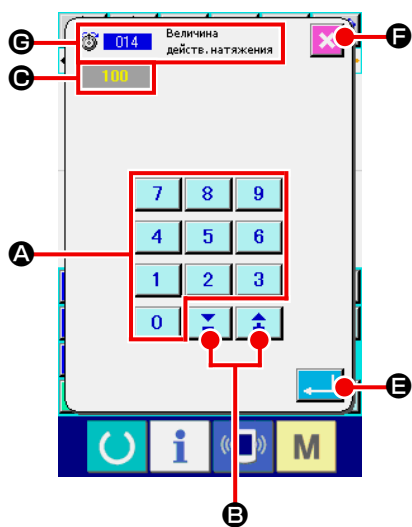 G
014
Величина
действ.натяжения
F
C
100
7 8 9
A
4 5 6
1 2 3
0
E
i
M
B